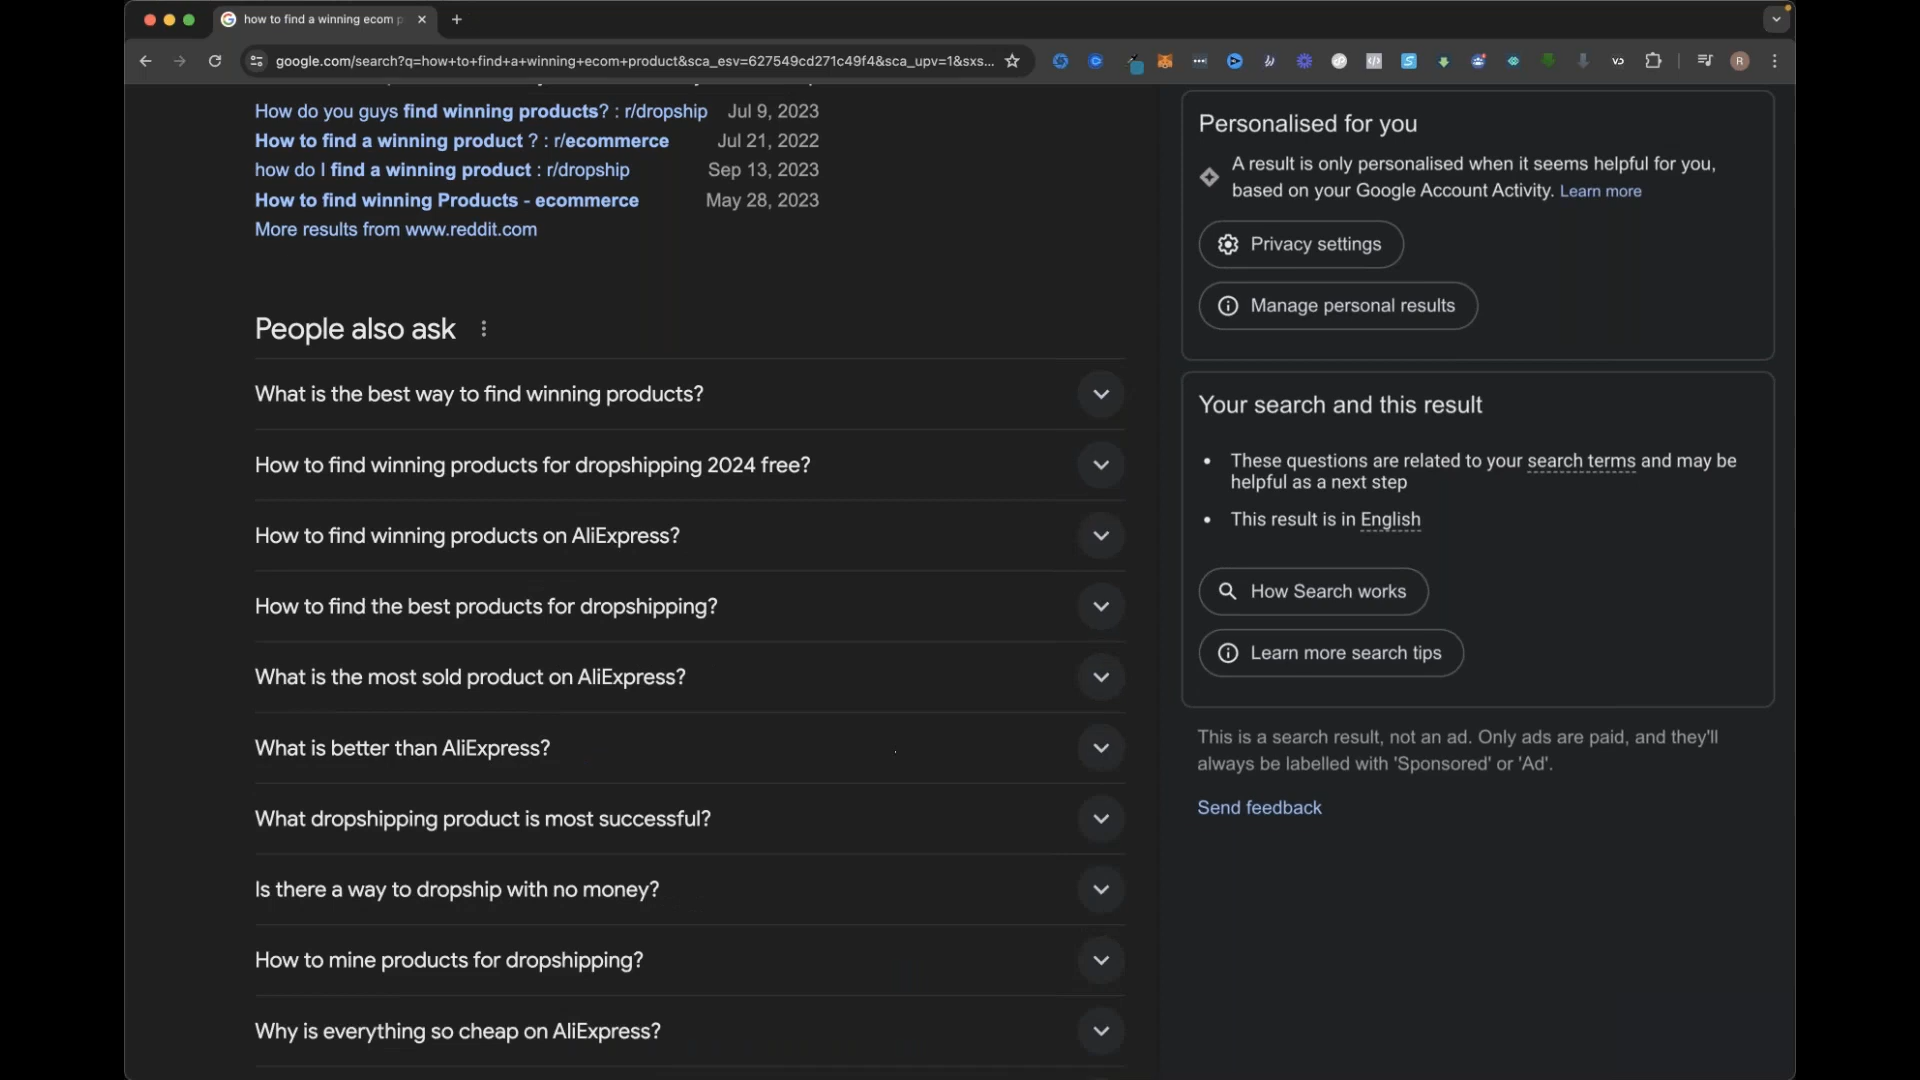 how to find a winning ecom p
google.com/search?q=how+to+find+a+winning+ecom+product&sca_esv=627549cd271c49f4&sca_upv=1&sxs...
R
How do you guys find winning products? : r/dropship Jul 9, 2023
How to find a winning product ? : r/ecommerce Jul 21, 2022
how do I find a winning product : r/dropship Sep 13, 2023
How to find winning Products - ecommerce May 28, 2023
More results from www.reddit.com
People also ask
What is the best way to find winning products?
How to find winning products for dropshipping 2024 free?
How to find winning products on AliExpress?
How to find the best products for dropshipping?
What is the most sold product on AliExpress?
What is better than AliExpress?
What dropshipping product is most successful?
Is there a way to dropship with no money?
How to mine products for dropshipping?
Why is everything so cheap on AliExpress?
Personalised for you
A result is only personalised when it seems helpful for you,
based on your Google Account Activity. Learn more
Privacy settings
Manage personal results
Your search and this result
These questions are related to your search terms and may be
helpful as a next step
This result is in English
How Search works
Learn more search tips
This is a search result, not an ad. Only ads are paid, and they'll
always be labelled with 'Sponsored' or 'Ad'.
Send feedback